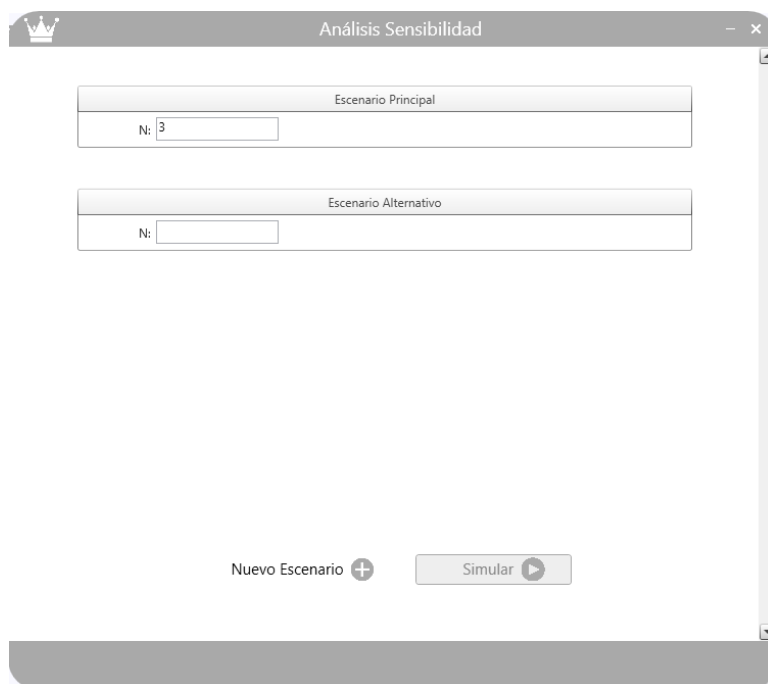 Análisis Sensibilidad
Escenario Principal
N: 3
Escenario Alternativo
N:
Nuevo Escenario
Simular